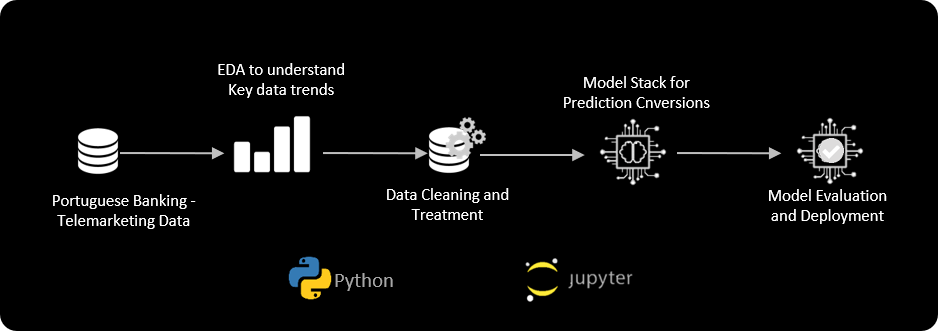 EDA to understand
Key data trends
Model Stack for
Prediction Cnversions
Portuguese Banking -
Telemarketing Data
Data Cleaning and
Treatment
Model Evaluation
and Deployment
Python
jupyter